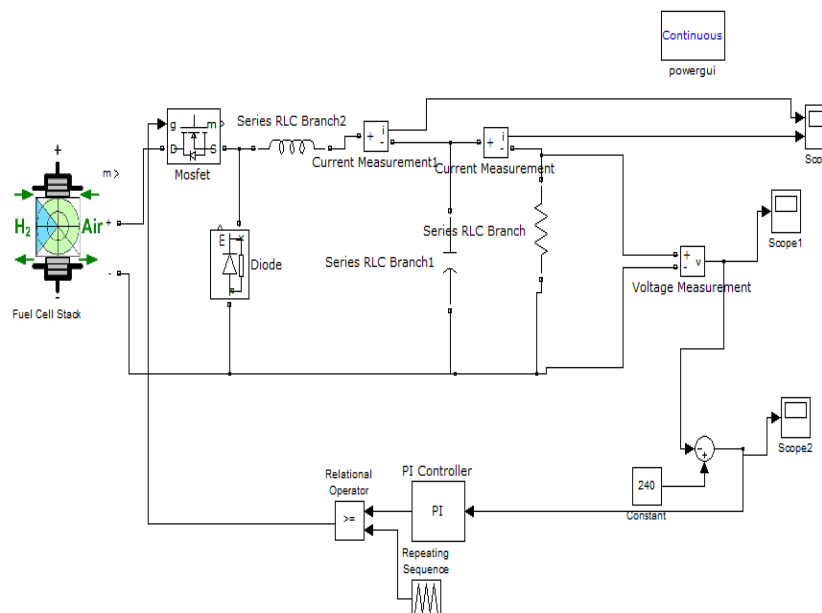 Continuous
powergui
Series RLC Branch2
g
m
D
S
Mosfet
+
i
-
Current Measurement1
+
i
-
Current Measurement
Sco
+
m >
H2
Air
+
-
-
Fuel Cell Stack
E
Diode
Series RLC Branch1
Series RLC Branch
+
-
v
Voltage Measurement
Scope1
-
+
Scope2
240
Constant
PI Controller
PI
Relational
Operator
>=
Repeating
Sequence